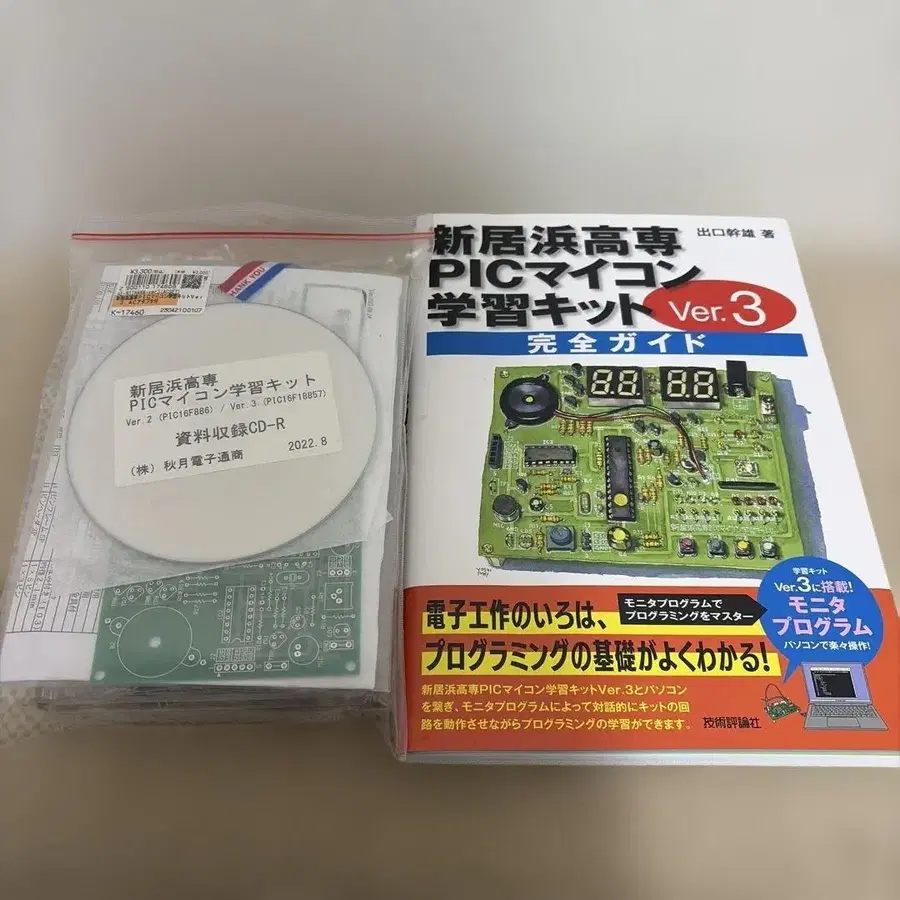 ¥3,300(税込)
K-17460
23042100107
THANK YOU
新居浜高専
PICマイコン学習キット
Ver.2 (PIC16F886) / Ver.3 (PIC16F18857)
資料収録CD-R
2022.8
(株) 秋月電子通商
新居浜高専
出口幹雄 著
PICマイコン
学習キット
Ver.3
完全ガイド
学習キット
Ver.3に搭載!
モニタ
プログラム
パソコンで楽々操作!
電子工作のいろは、
モニタプログラムで
プログラミングをマスター
プログラミングの基礎がよくわかる!
新居浜高専PICマイコン学習キットVer.3とパソコン
を繋ぎ、モニタプログラムによって対話的にキットの回
路を動作させながらプログラミングの学習ができます。
技術評論社